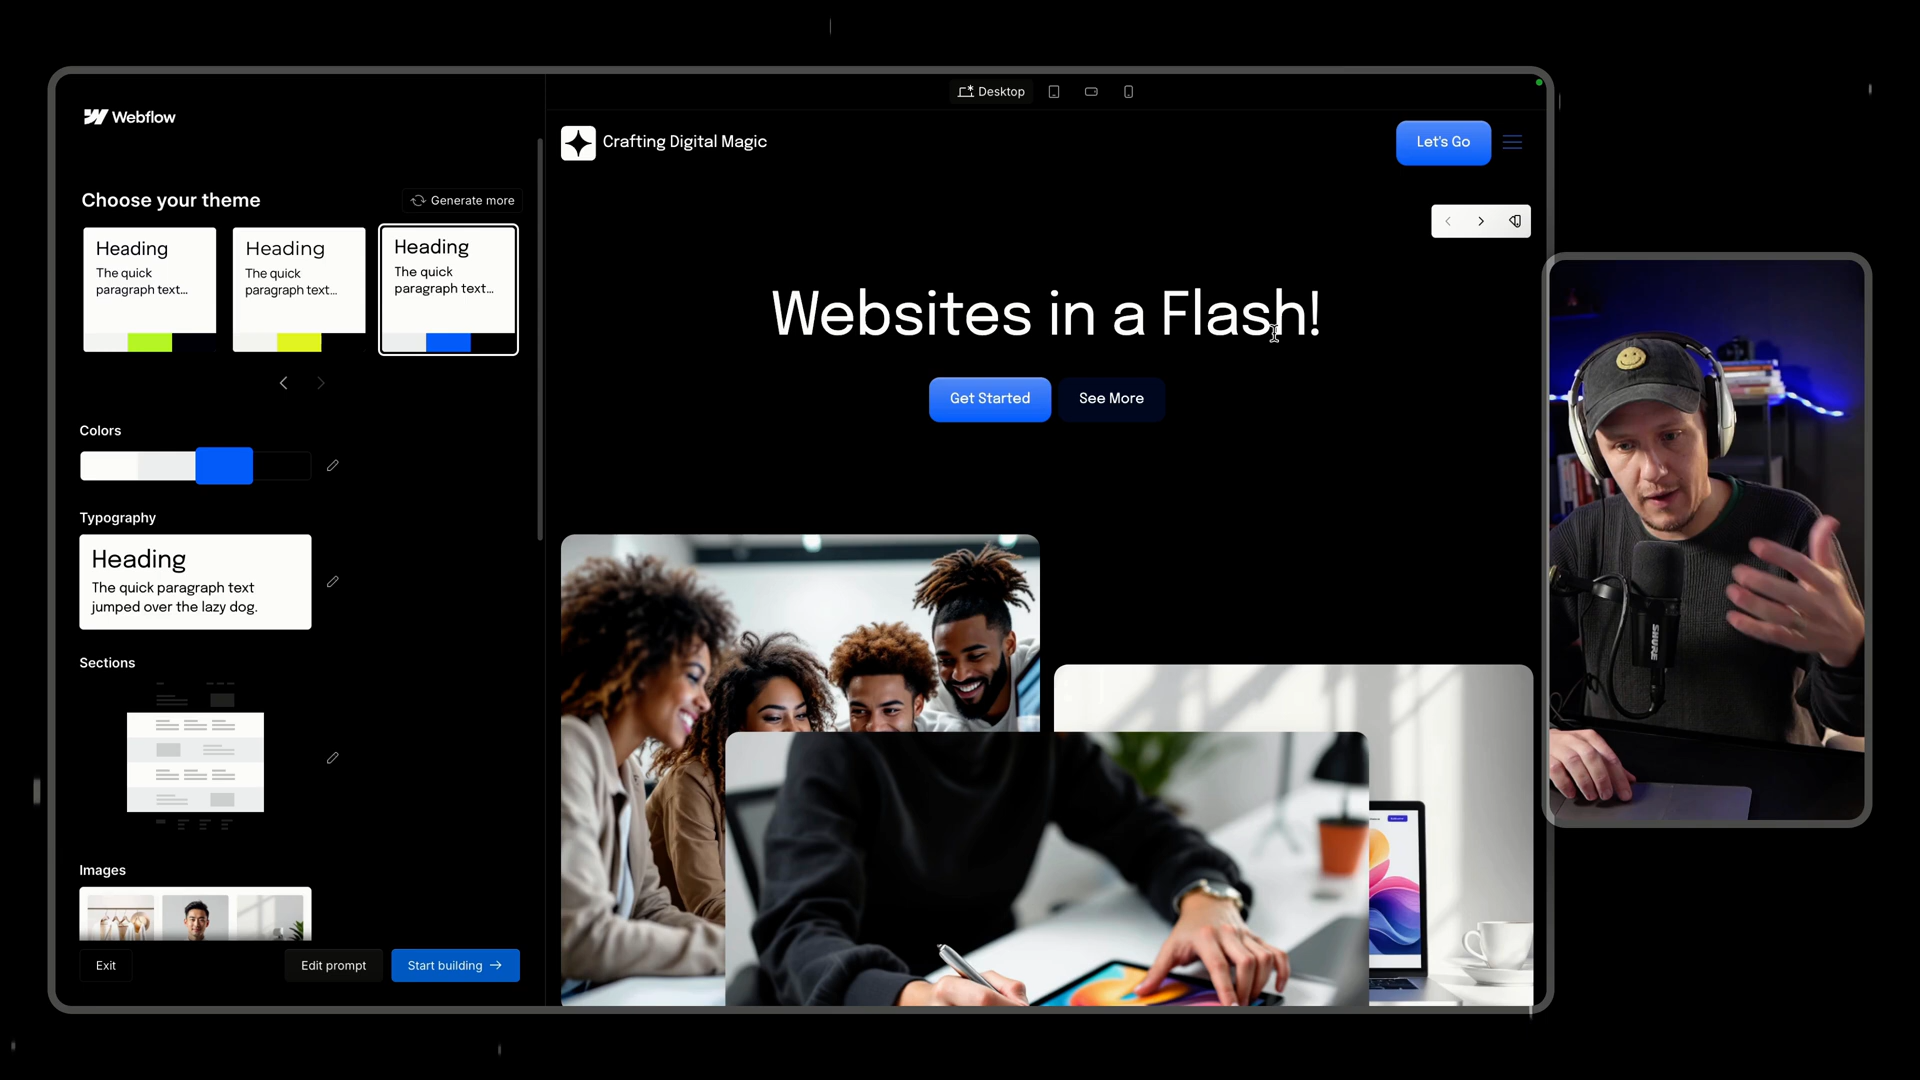 Webflow
Choose your theme
Generate more
Heading
The quick
paragraph text...
Heading
The quick
paragraph text...
Heading
The quick
paragraph text...
Colors
Typography
Heading
The quick paragraph text
jumped over the lazy dog.
Sections
Images
Exit
Edit prompt
Start building
Desktop
Crafting Digital Magic
Let's Go
Websites in a Flash!
Get Started
See More
SHURE